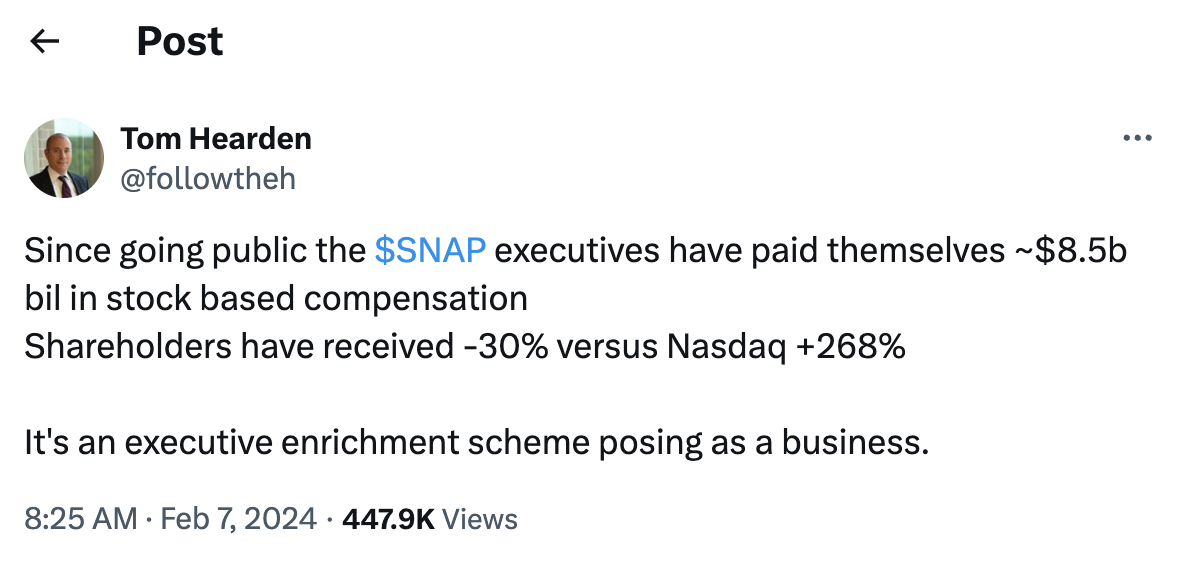 Post
Tom Hearden
@followtheh
Since going public the $SNAP executives have paid themselves ~$8.5b
bil in stock based compensation
Shareholders have received -30% versus Nasdaq +268%
It's an executive enrichment scheme posing as a business.
8:25 AM · Feb 7, 2024 · 447.9K Views